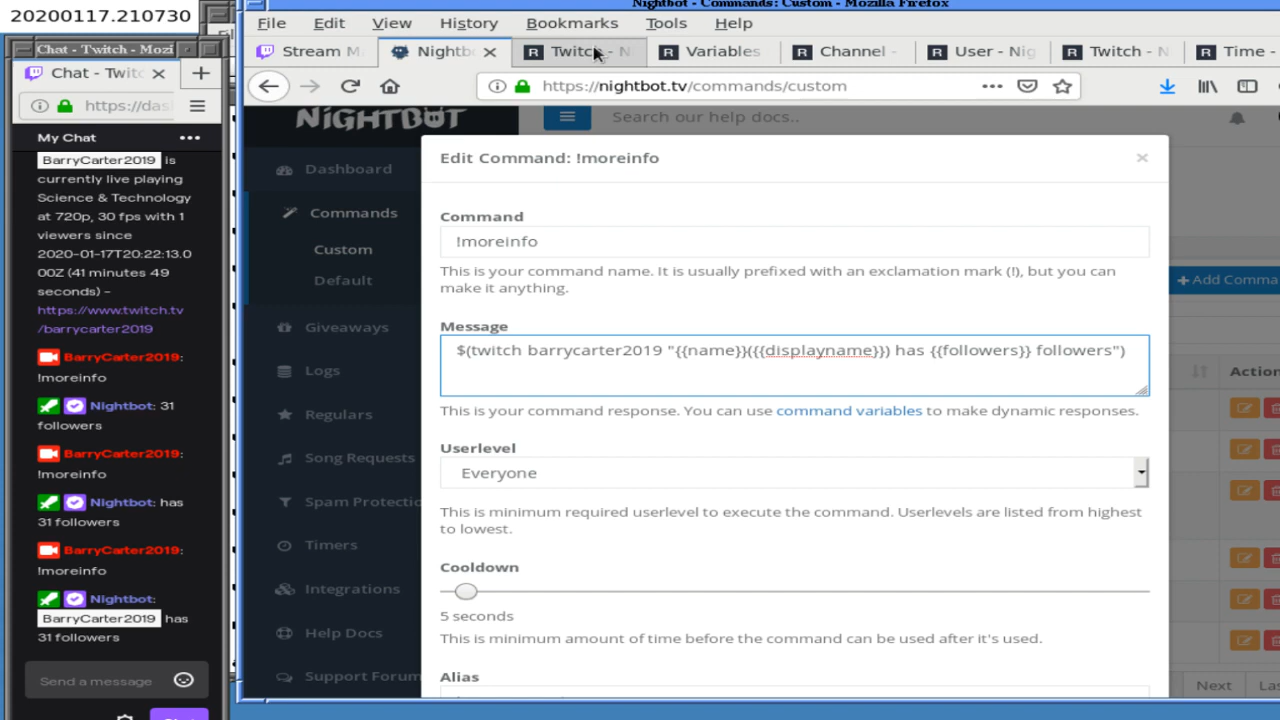 20200117.210730
Nightbot - Commands: Custom - Mozilla Firefox
Chat - Twitch - Mozi
File Edit View History Bookmarks Tools Help
Chat - Twitc
Stream M
Nightb
Twitch - N
Variables
Channel -
User - Nig
Twitch - N
Time -
https://das
https://nightbot.tv/commands/custom
My Chat
BarryCarter2019 is
currently live playing
Science & Technology
at 720p, 30 fps with 1
viewers since
2020-01-17T20:22:13.0
00Z (41 minutes 49
seconds) -
https://www.twitch.tv
/barrycarter2019
BarryCarter2019:
!moreinfo
Nightbot: 31
followers
BarryCarter2019:
!moreinfo
Nightbot: has
31 followers
BarryCarter2019:
!moreinfo
Nightbot:
BarryCarter2019 has
31 followers
Send a message
NIGHTBOT
Search our help docs..
Dashboard
Commands
Custom
Default
Giveaways
Logs
Regulars
Song Requests
Spam Protectio
Timers
Integrations
Help Docs
Support Forum
Edit Command: !moreinfo
Command
!moreinfo
This is your command name. It is usually prefixed with an exclamation mark (!), but you can
make it anything.
Message
$(twitch barrycarter2019 "{{name}}({{displayname}}) has {{followers}} followers")
This is your command response. You can use command variables to make dynamic responses.
Userlevel
Everyone
This is minimum required userlevel to execute the command. Userlevels are listed from highest
to lowest.
Cooldown
5 seconds
This is minimum amount of time before the command can be used after it's used.
Alias
+ Add Comma
Action
Next
Las